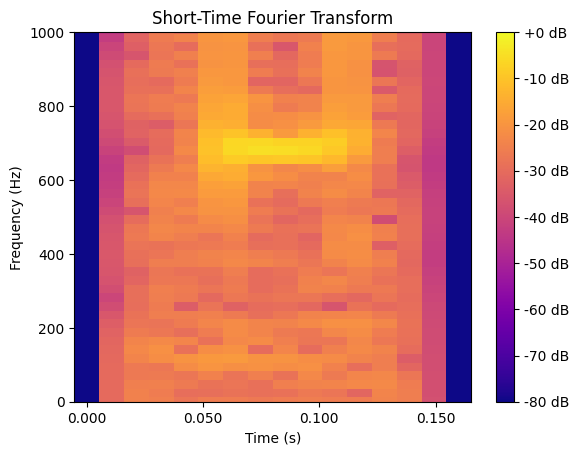 Short-Time Fourier Transform
1000
800
600
400
200
0
Frequency (Hz)
0.000
0.050
0.100
0.150
Time (s)
+0 dB
-10 dB
-20 dB
-30 dB
-40 dB
-50 dB
-60 dB
-70 dB
-80 dB